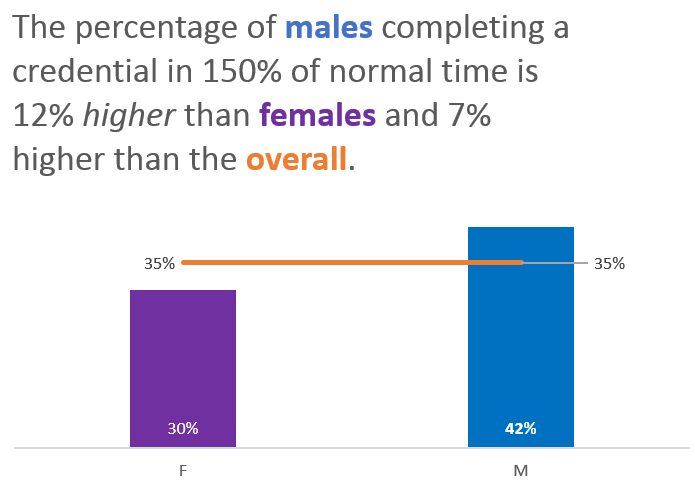 The percentage of males completing a
credential in 150% of normal time is
12% higher than females and 7%
higher than the overall.
35%
35%
30%
42%
F
M